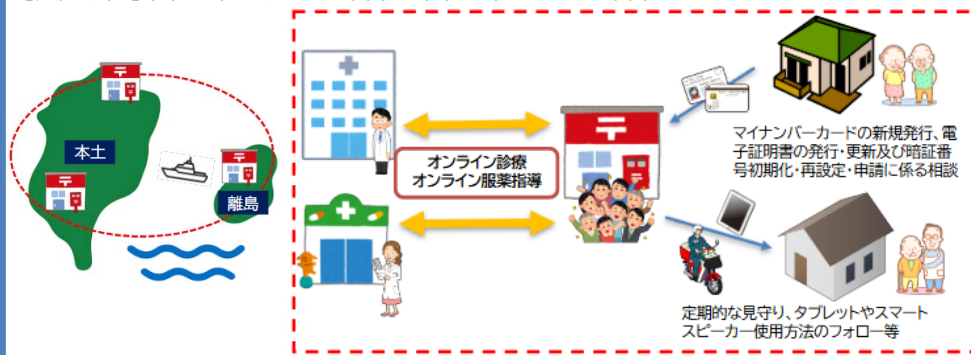 本土
離島
オンライン診療
オンライン服薬指導
マイナンバーカードの新規発行、電
子証明書の発行・更新及び暗証番
号初期化・再設定・申請に係る相談
定期的な見守り、タブレットやスマート
スピーカー使用方法のフォロー等